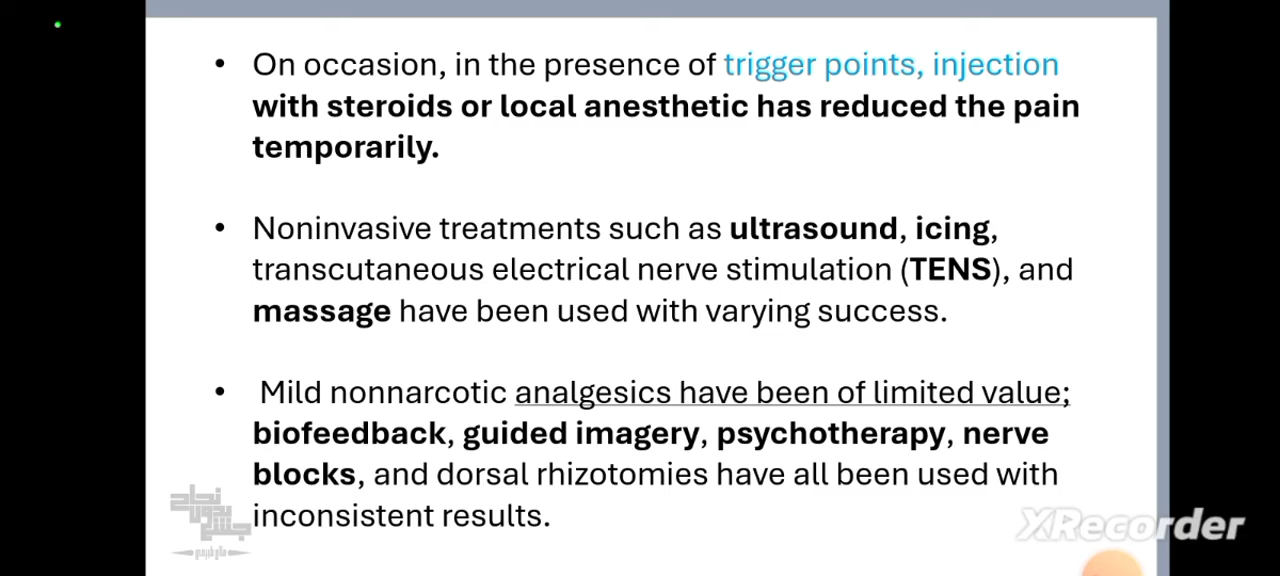 • On occasion, in the presence of trigger points, injection
with steroids or local anesthetic has reduced the pain
temporarily.
• Noninvasive treatments such as ultrasound, icing,
transcutaneous electrical nerve stimulation (TENS), and
massage have been used with varying success.
• Mild nonnarcotic analgesics have been of limited value;
biofeedback, guided imagery, psychotherapy, nerve
blocks, and dorsal rhizotomies have all been used with
inconsistent results.
XRecorder